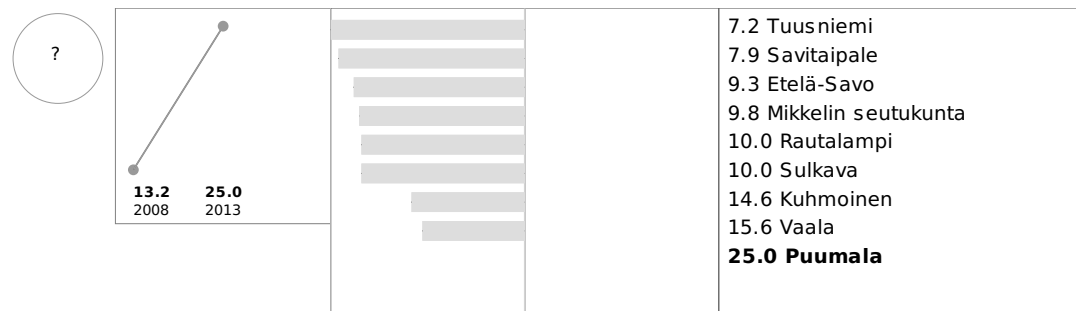 ?
13.2 25.0
2008 2013
7.2 Tuusniemi
7.9 Savitaipale
9.3 Etelä-Savo
9.8 Mikkelin seutukunta
10.0 Rautalampi
10.0 Sulkava
14.6 Kuhmoinen
15.6 Vaala
25.0 Puumala